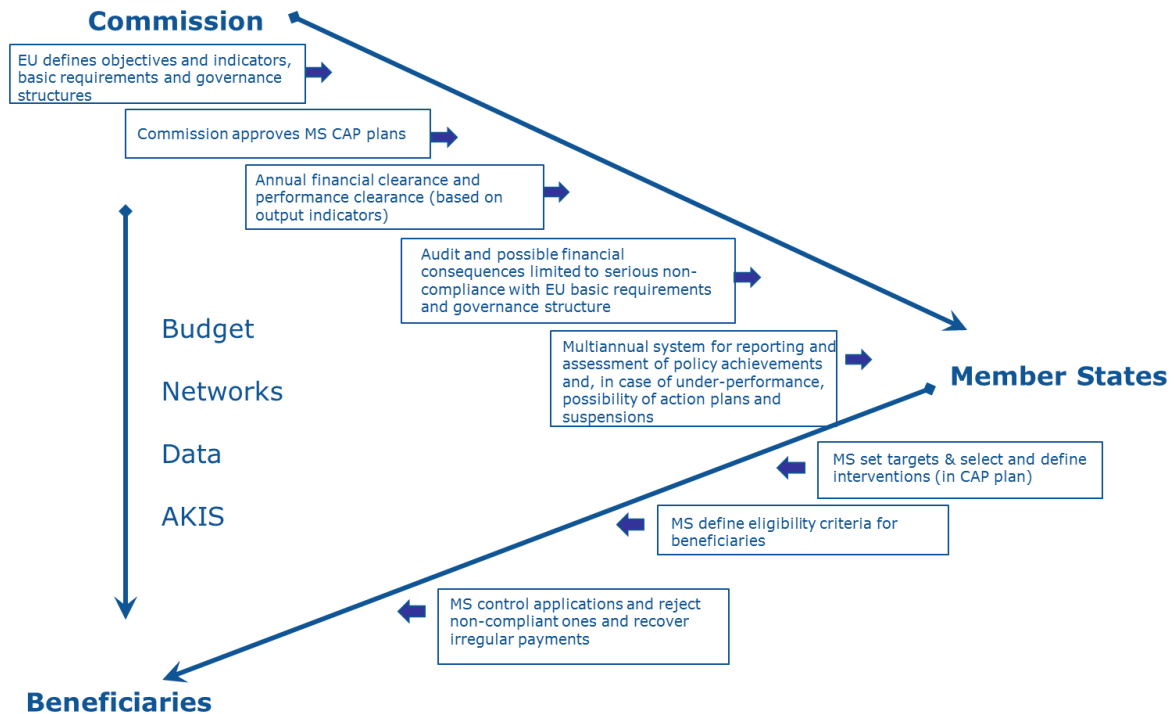 Commission
EU defines objectives and indicators,
basic requirements and governance
structures
Commission approves MS CAP plans
Annual financial clearance and
performance clearance (based on
output indicators)
Audit and possible financial
consequences limited to serious non-
compliance with EU basic requirements
and governance structure
Multiannual system for reporting and
assessment of policy achievements
and, in case of under-performance,
possibility of action plans and
suspensions
Member States
Budget
Networks
Data
AKIS
MS set targets & select and define
interventions (in CAP plan)
MS define eligibility criteria for
beneficiaries
MS control applications and reject
non-compliant ones and recover
irregular payments
Beneficiaries